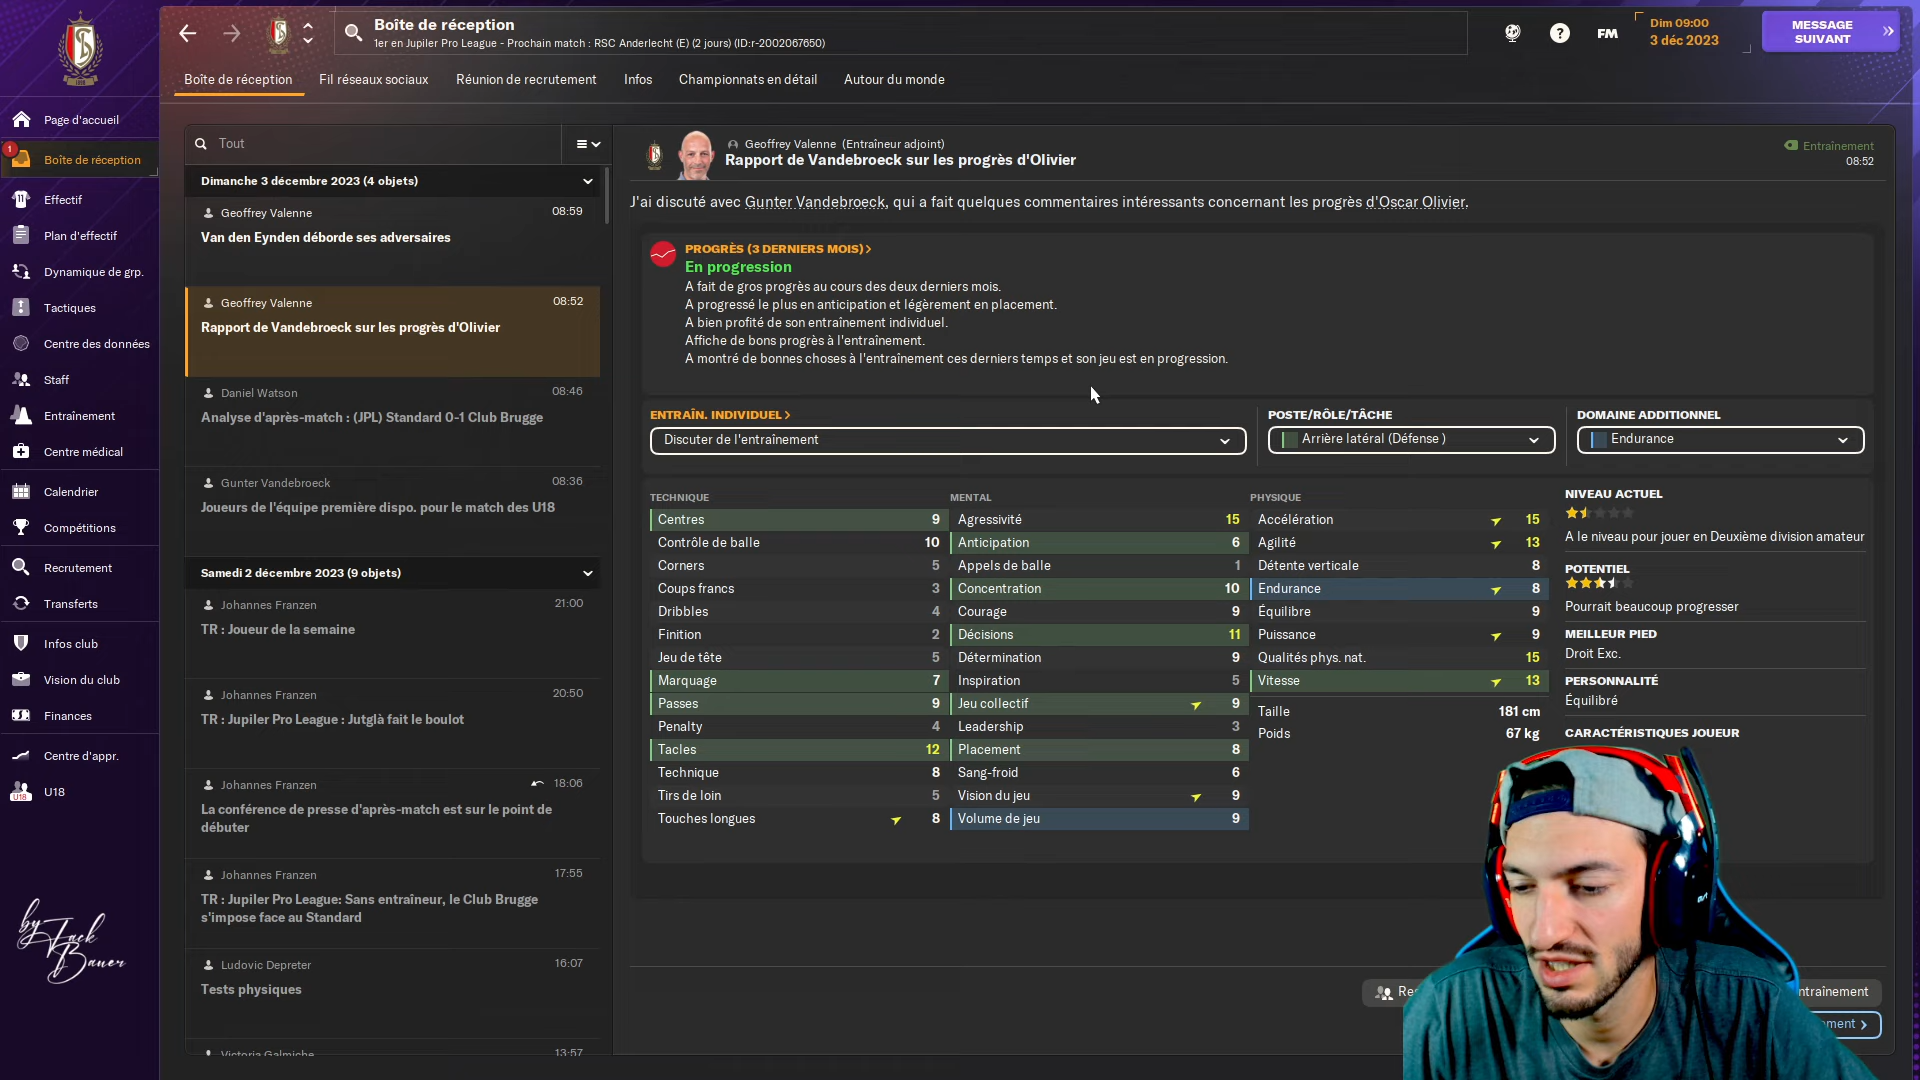 Boîte de réception
1er en Jupiler Pro League - Prochain match : RSC Anderlecht (E) (2 jours) (ID:r-2002067650)
FM
Dim 09:00
3 déc 2023
MESSAGE
SUIVANT
Boîte de réception Fil réseaux sociaux Réunion de recrutement Infos Championnats en détail Autour du monde
Page d'accueil
1
Boîte de réception
Effectif
Plan d'effectif
Dynamique de grp.
Tactiques
Centre des données
Staff
Entraînement
Centre médical
Calendrier
Compétitions
Recrutement
Transferts
Infos club
Vision du club
Finances
Centre d'appr.
U18
U18
by Jack
Bauer
Tout
Dimanche 3 décembre 2023 (4 objets)
Geoffrey Valenne 08:59
Van den Eynden déborde ses adversaires
Geoffrey Valenne 08:52
Rapport de Vandebroeck sur les progrès d'Olivier
Daniel Watson 08:46
Analyse d'après-match : (JPL) Standard 0-1 Club Brugge
Gunter Vandebroeck 08:36
Joueurs de l'équipe première dispo. pour le match des U18
Samedi 2 décembre 2023 (9 objets)
Johannes Franzen 21:00
TR : Joueur de la semaine
Johannes Franzen 20:50
TR : Jupiler Pro League : Jutglà fait le boulot
Johannes Franzen 18:06
La conférence de presse d'après-match est sur le point de
débuter
Johannes Franzen 17:55
TR : Jupiler Pro League: Sans entraîneur, le Club Brugge
s'impose face au Standard
Ludovic Depreter 16:07
Tests physiques
Victoria Galmiche 13:57
Geoffrey Valenne (Entraîneur adjoint)
Rapport de Vandebroeck sur les progrès d'Olivier
Entraînement
08:52
J'ai discuté avec Gunter Vandebroeck, qui a fait quelques commentaires intéressants concernant les progrès d'Oscar Olivier.
PROGRÈS (3 DERNIERS MOIS)
En progression
A fait de gros progrès au cours des deux derniers mois.
A progressé le plus en anticipation et légèrement en placement.
A bien profité de son entraînement individuel.
Affiche de bons progrès à l'entraînement.
A montré de bonnes choses à l'entraînement ces derniers temps et son jeu est en progression.
ENTRAÎN. INDIVIDUEL
Discuter de l'entraînement
POSTE/RÔLE/TÂCHE
Arrière latéral (Défense )
DOMAINE ADDITIONNEL
Endurance
TECHNIQUE
Centres 9
Contrôle de balle 10
Corners 5
Coups francs 3
Dribbles 4
Finition 2
Jeu de tête 5
Marquage 7
Passes 9
Penalty 4
Tacles 12
Technique 8
Tirs de loin 5
Touches longues 8
MENTAL
Agressivité 15
Anticipation 6
Appels de balle 1
Concentration 10
Courage 9
Décisions 11
Détermination 9
Inspiration 5
Jeu collectif 9
Leadership 3
Placement 8
Sang-froid 6
Vision du jeu 9
Volume de jeu 9
PHYSIQUE
Accélération 15
Agilité 13
Détente verticale 8
Endurance 8
Équilibre 9
Puissance 9
Qualités phys. nat. 15
Vitesse 13
Taille 181 cm
Poids 67 kg
NIVEAU ACTUEL
A le niveau pour jouer en Deuxième division amateur
POTENTIEL
Pourrait beaucoup progresser
MEILLEUR PIED
Droit Exc.
PERSONNALITÉ
Équilibré
CARACTÉRISTIQUES JOUEUR